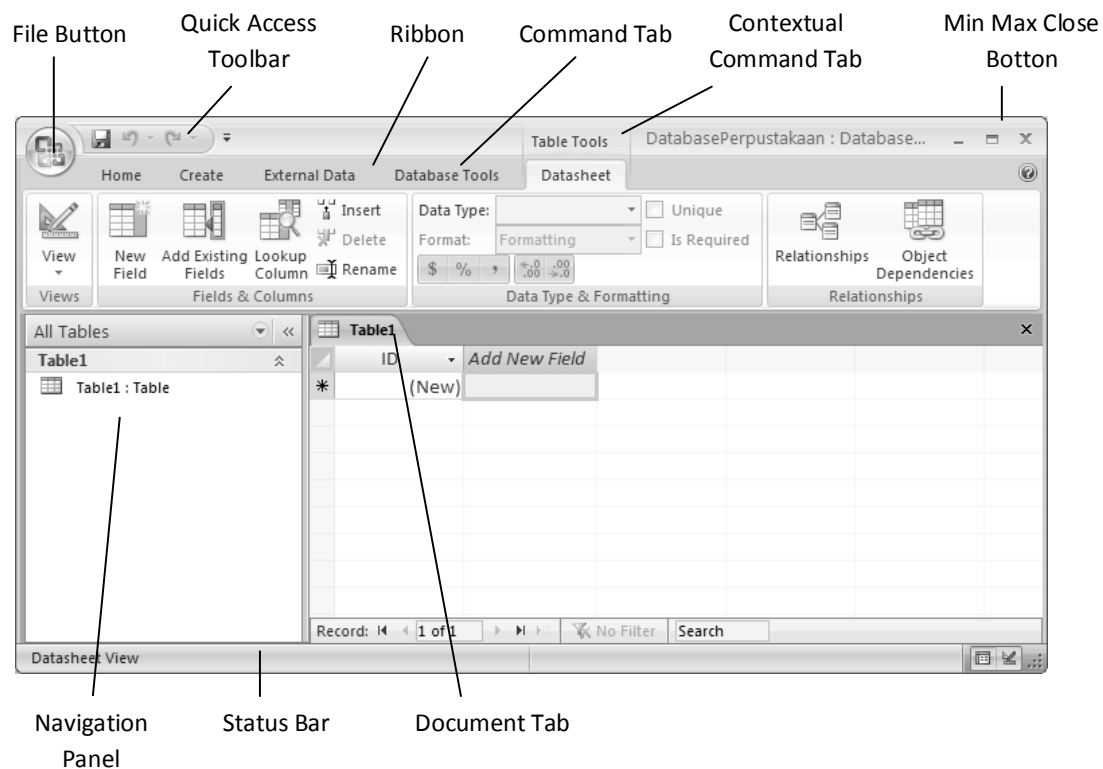 File Button
Quick Access
Toolbar
Ribbon
Command Tab
Contextual
Command Tab
Min Max Close
Botton
Table Tools
DatabasePerpustakaan : Database...
Home
Create
External Data
Database Tools
Datasheet
View
New
Field
Add Existing
Fields
Lookup
Column
Insert
Delete
Rename
Data Type:
Format:
Formatting
$ % ,
Unique
Is Required
Relationships
Object
Dependencies
Views
Fields & Columns
Data Type & Formatting
Relationships
All Tables
Table1
Table1
ID
Add New Field
Table1 : Table
(New)
Record:
1 of 1
No Filter
Search
Datasheet View
Navigation
Panel
Status Bar
Document Tab